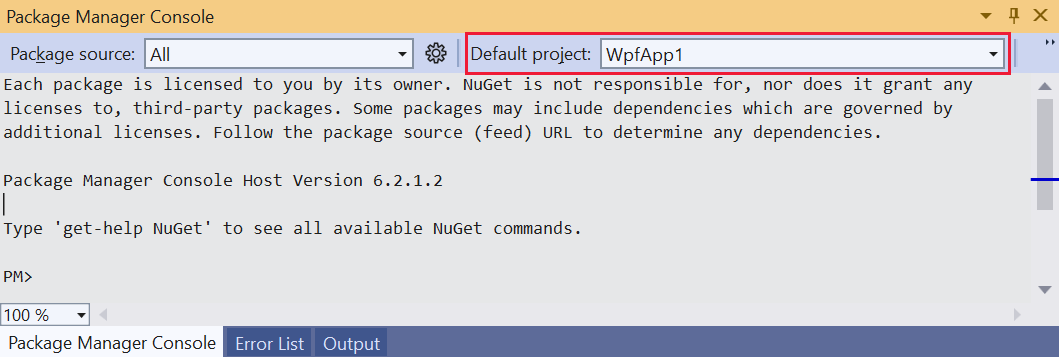 Package Manager Console
Package source: All Default project: WpfApp1
Each package is licensed to you by its owner. NuGet is not responsible for, nor does it grant any
licenses to, third-party packages. Some packages may include dependencies which are governed by
additional licenses. Follow the package source (feed) URL to determine any dependencies.
Package Manager Console Host Version 6.2.1.2
Type 'get-help NuGet' to see all available NuGet commands.
PM>
100 %
Package Manager Console Error List Output